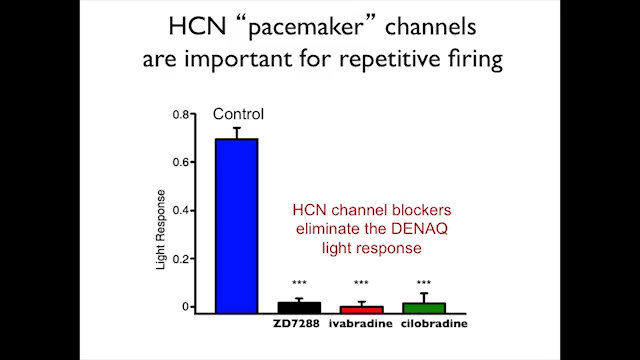 HCN “pacemaker” channels
are important for repetitive firing
0.8
0.6
0.4
0.2
0
Light Response
Control
HCN channel blockers
eliminate the DENAQ
light response
*** *** ***
ZD7288 ivabradine cilobradine